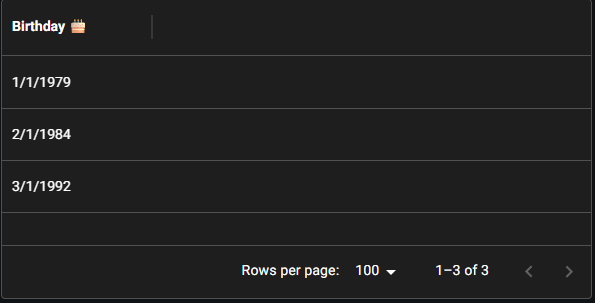 Birthday 🎂
1/1/1979
2/1/1984
3/1/1992
Rows per page: 100 1–3 of 3